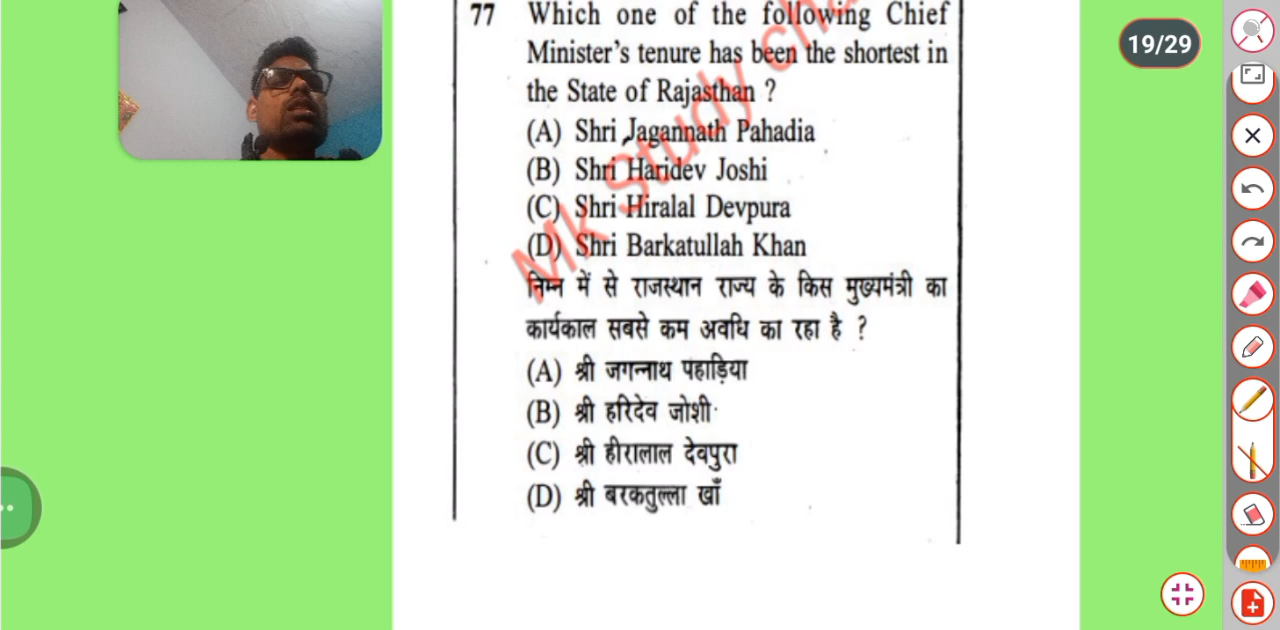 19/29
77 Which one of the following Chief
Minister's tenure has been the shortest in
the State of Rajasthan ?
(A) Shri Jagannath Pahadia
(B) Shri Haridev Joshi
(C) Shri Hiralal Devpura
(D) Shri Barkatullah Khan
निम्न में से राजस्थान राज्य के किस मुख्यमंत्री का
कार्यकाल सबसे कम अवधि का रहा है ?
(A) श्री जगन्नाथ पहाड़िया
(B) श्री हरिदेव जोशी
(C) श्री हीरालाल देवपुरा
(D) श्री बरकतुल्ला खाँ
Mk Study